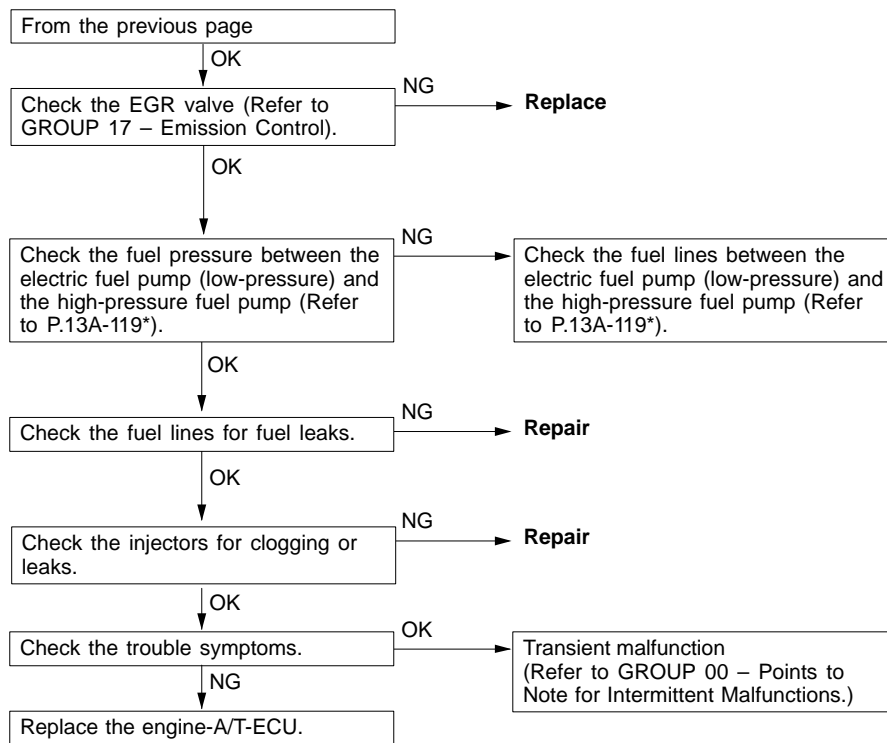 From the previous page
OK
Check the EGR valve (Refer to
GROUP 17 – Emission Control).
NG
Replace
OK
Check the fuel pressure between the
electric fuel pump (low-pressure) and
the high-pressure fuel pump (Refer
to P.13A-119*).
NG
Check the fuel lines between the
electric fuel pump (low-pressure) and
the high-pressure fuel pump (Refer
to P.13A-119*).
OK
Check the fuel lines for fuel leaks.
NG
Repair
OK
Check the injectors for clogging or
leaks.
NG
Repair
OK
Check the trouble symptoms.
OK
Transient malfunction
(Refer to GROUP 00 – Points to
Note for Intermittent Malfunctions.)
NG
Replace the engine-A/T-ECU.